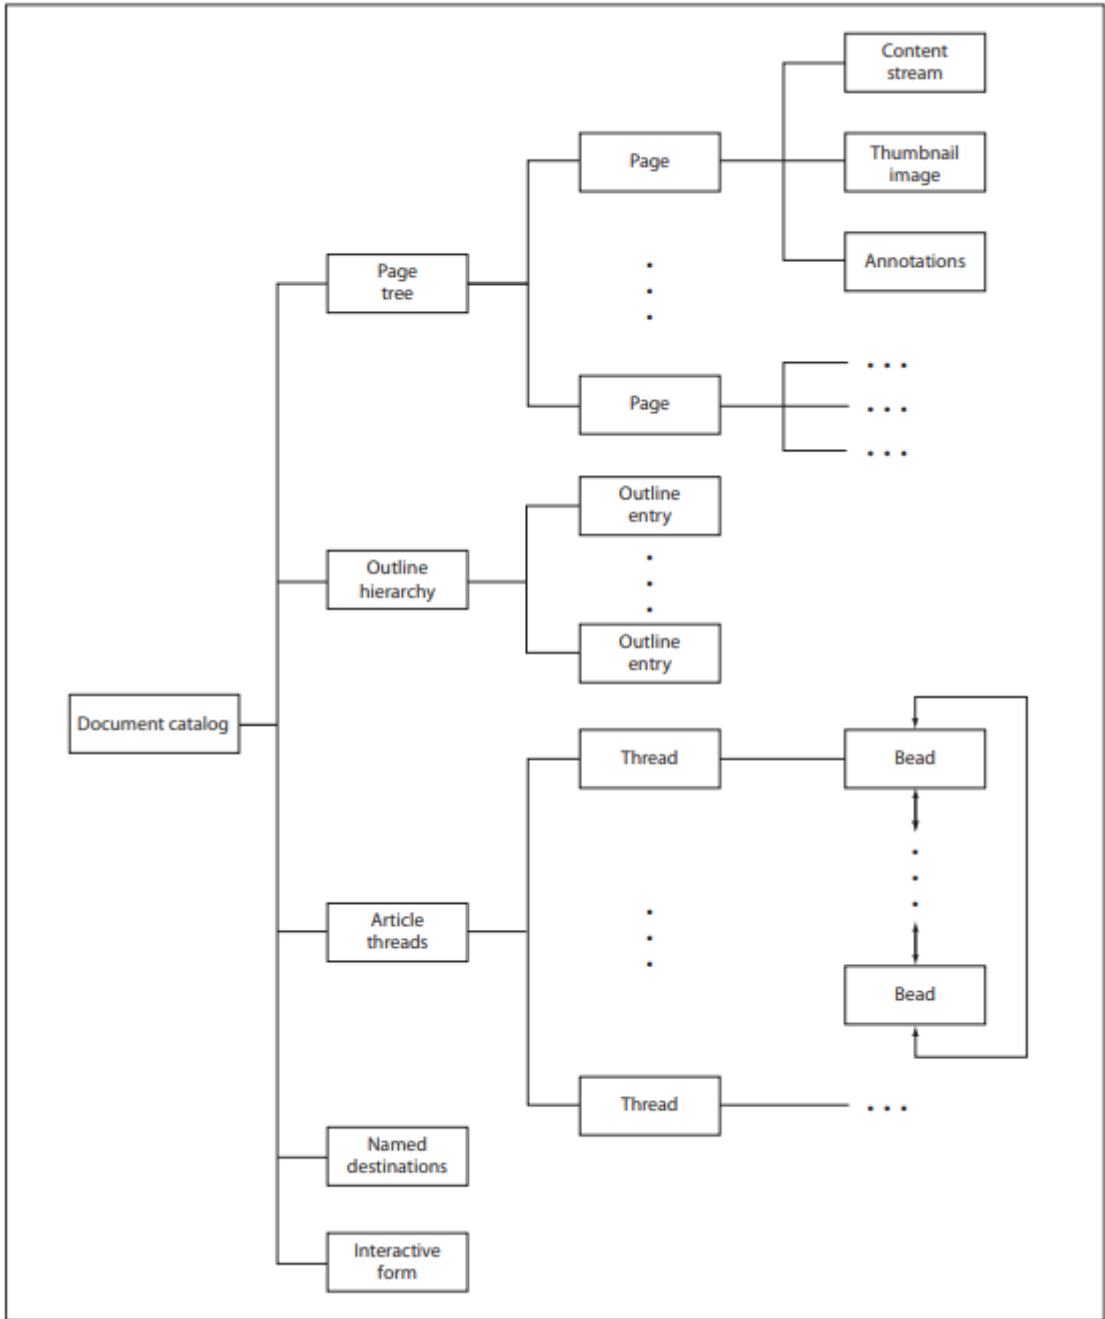 Content
stream
Page
Thumbnail
image
Annotations
Page
tree
Page
Outline
entry
Outline
hierarchy
Outline
entry
Document catalog
Thread
Bead
Article
threads
Bead
Thread
Named
destinations
Interactive
form